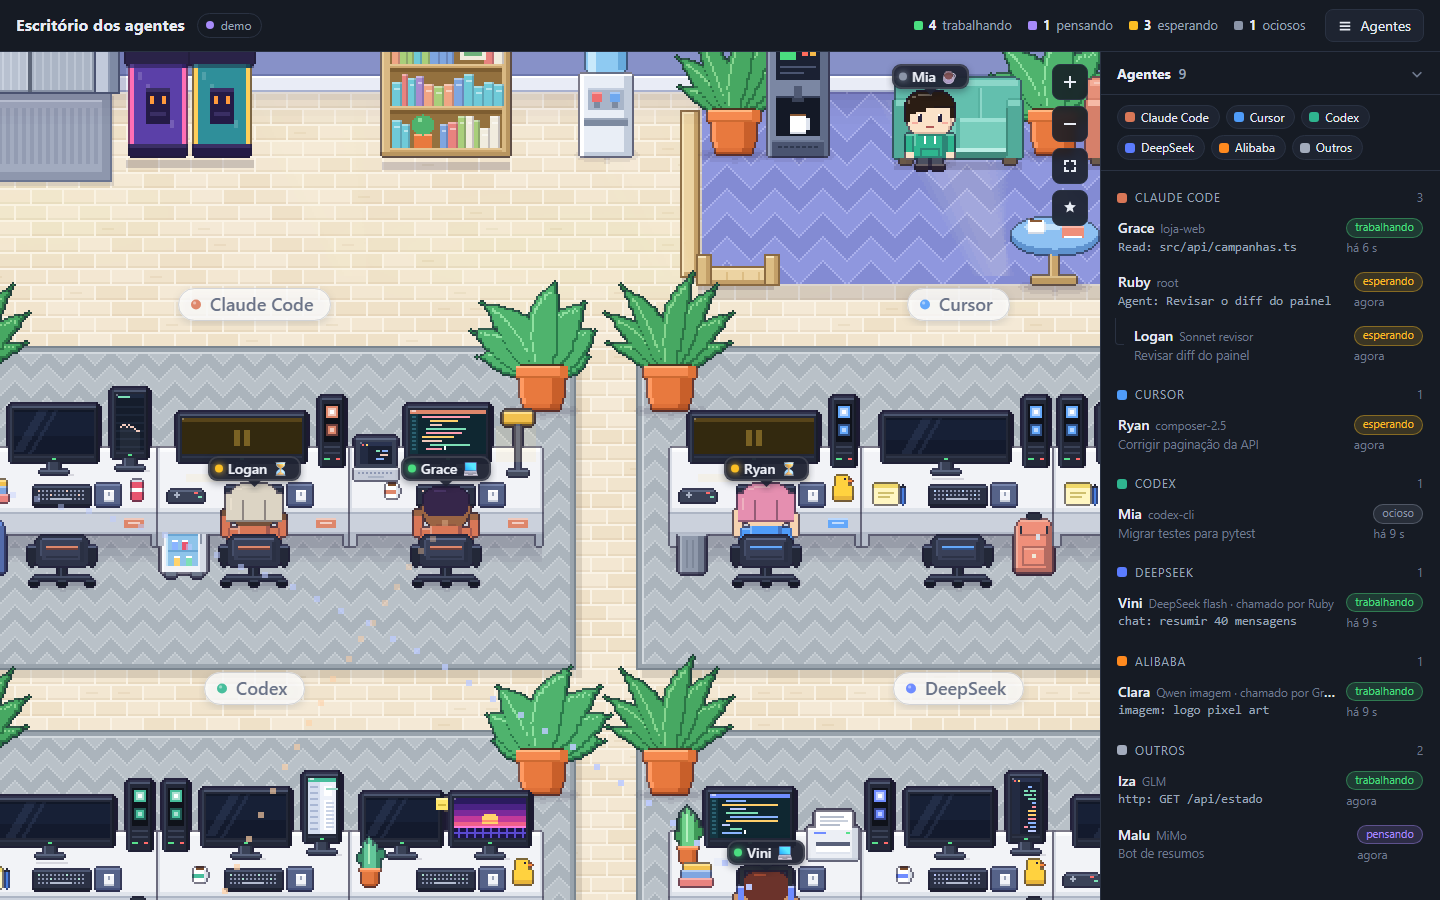 Escritório dos agentes
demo
4 trabalhando
1 pensando
3 esperando
1 ociosos
Agentes
Mia
Claude Code
Cursor
Logan
Grace
Ryan
Codex
DeepSeek
Vini
Agentes 9
Claude Code
Cursor
Codex
DeepSeek
Alibaba
Outros
CLAUDE CODE 3
Grace loja-web trabalhando
Read: src/api/campanhas.ts há 6 s
Ruby root esperando
Agent: Revisar o diff do painel agora
Logan Sonnet revisor esperando
Revisar diff do painel agora
CURSOR 1
Ryan composer-2.5 esperando
Corrigir paginação da API agora
CODEX 1
Mia codex-cli ocioso
Migrar testes para pytest há 9 s
DEEPSEEK 1
Vini DeepSeek flash · chamado por Ruby trabalhando
chat: resumir 40 mensagens há 9 s
ALIBABA 1
Clara Qwen imagem · chamado por Gr... trabalhando
imagem: logo pixel art há 9 s
OUTROS 2
Iza GLM trabalhando
http: GET /api/estado agora
Malu MiMo pensando
Bot de resumos agora